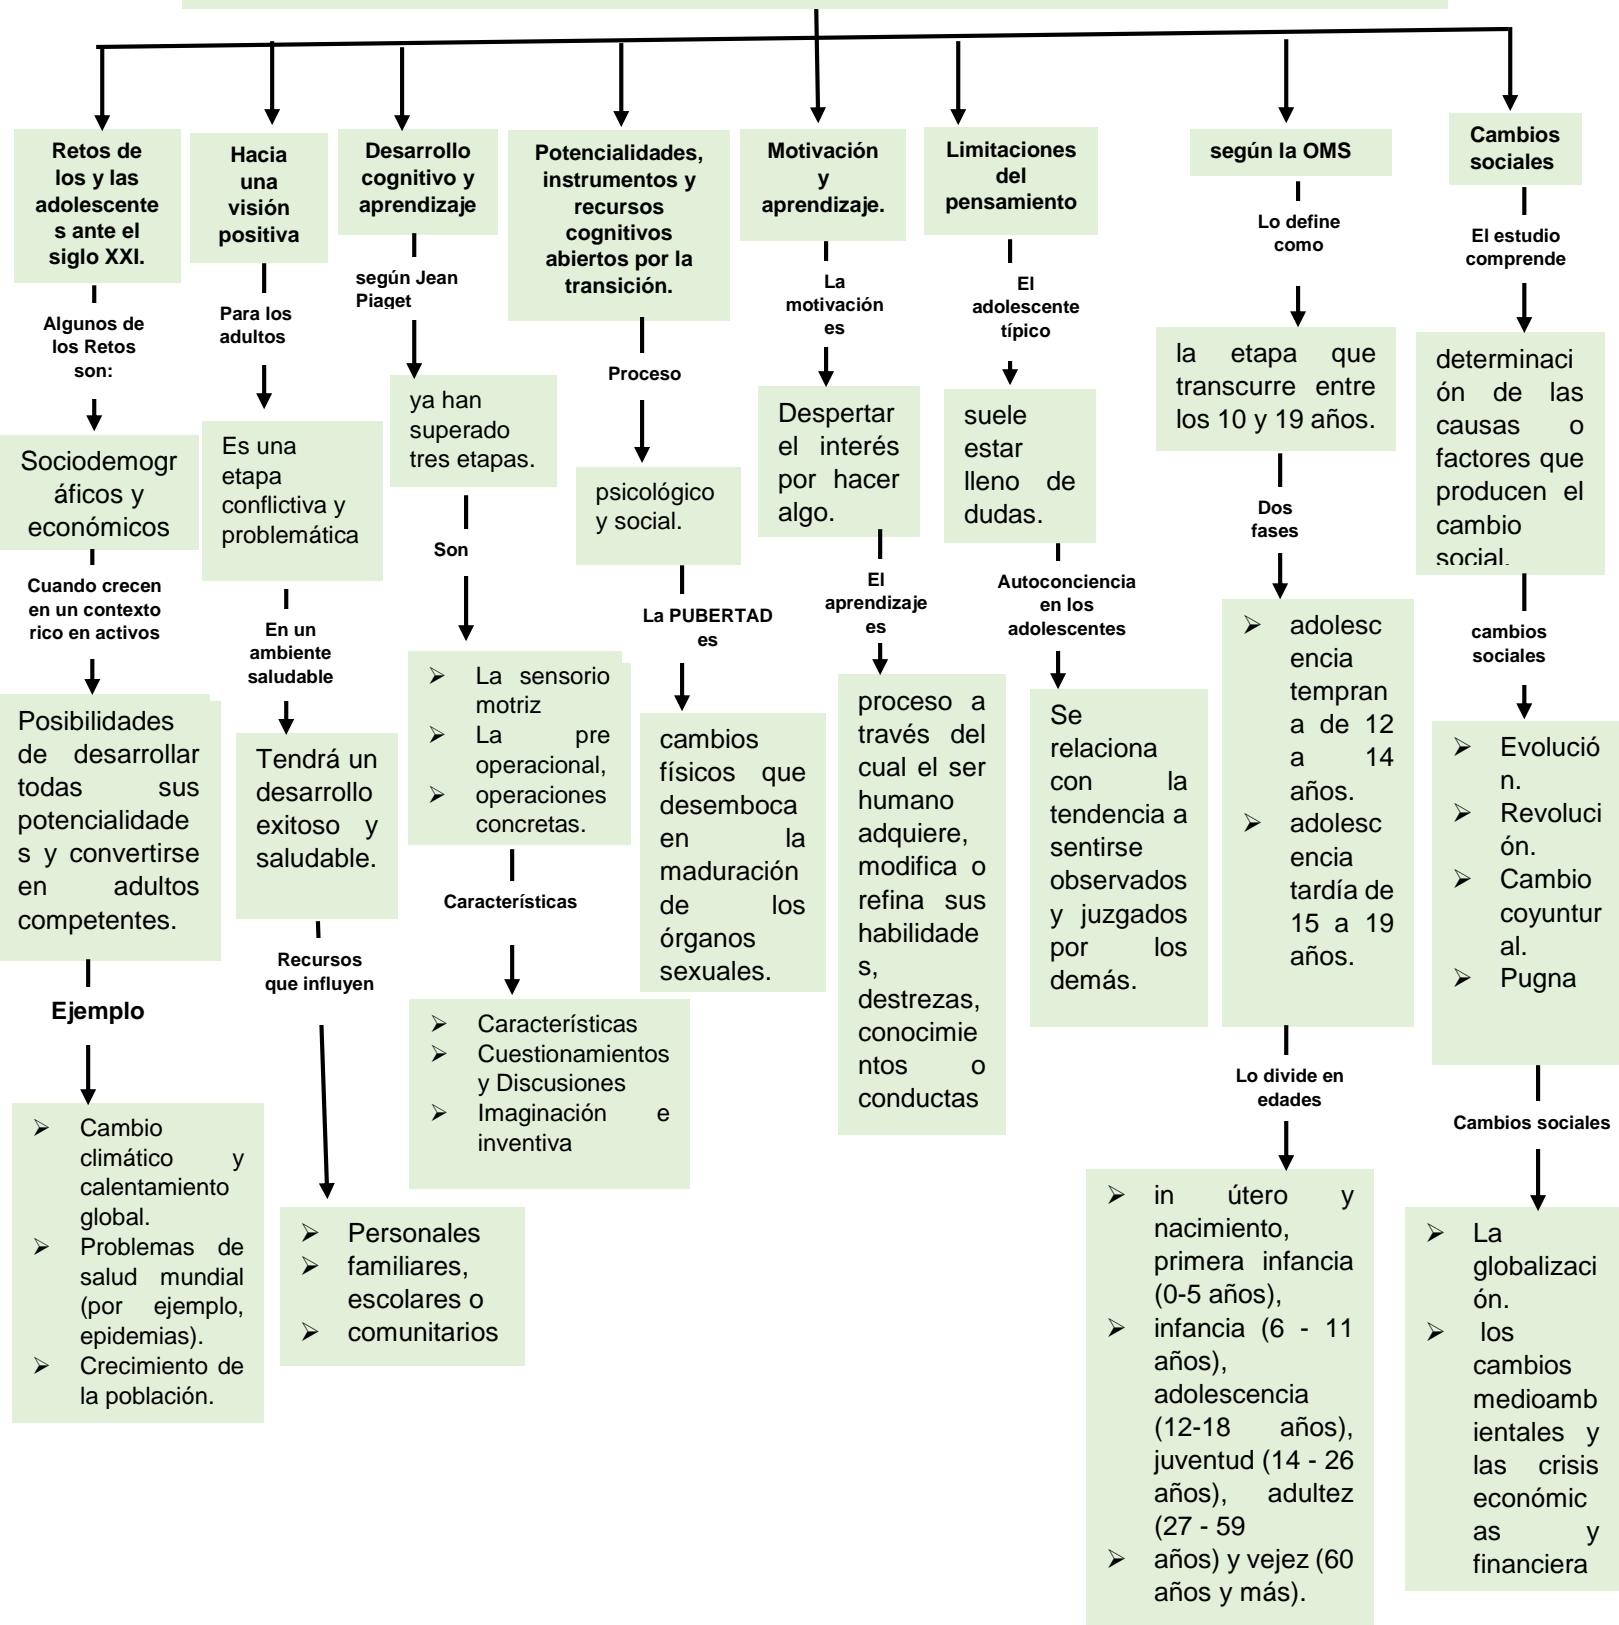 Retos de
los y las
adolescente
s ante el
siglo XXI.
Algunos de
los Retos
son:
Sociodemogr
áficos y
económicos
Cuando crecen
en un contexto
rico en activos
Posibilidades
de desarrollar
todas sus
potencialidade
s y convertirse
en adultos
competentes.
Ejemplo
➢ Cambio
climático y
calentamiento
global.
➢ Problemas de
salud mundial
(por ejemplo,
epidemias).
➢ Crecimiento de
la población.
Hacia
una
visión
positiva
Para los
adultos
Es una
etapa
conflictiva y
problemática
En un
ambiente
saludable
Tendrá un
desarrollo
exitoso y
saludable.
Recursos
que influyen
➢ Personales
➢ familiares,
escolares o
➢ comunitarios
Desarrollo
cognitivo y
aprendizaje
según Jean
Piaget
ya han
superado
tres etapas.
Son
➢ La sensorio
motriz
➢ La pre
operacional,
➢ operaciones
concretas.
Características
➢ Características
➢ Cuestionamientos
y Discusiones
➢ Imaginación e
inventiva
Potencialidades,
instrumentos y
recursos
cognitivos
abiertos por la
transición.
Proceso
psicológico
y social.
La PUBERTAD
es
cambios
físicos que
desemboca
en la
maduración
de los
órganos
sexuales.
Motivación
y
aprendizaje.
La
motivación
es
Despertar
el interés
por hacer
algo.
El
aprendizaje
es
proceso a
través del
cual el ser
humano
adquiere,
modifica o
refina sus
habilidade
s,
destrezas,
conocimie
ntos o
conductas
Limitaciones
del
pensamiento
El
adolescente
típico
suele
estar
lleno de
dudas.
Autoconciencia
en los
adolescentes
Se
relaciona
con la
tendencia a
sentirse
observados
y juzgados
por los
demás.
según la OMS
Lo define
como
la etapa que
transcurre entre
los 10 y 19 años.
Dos
fases
➢ adolesc
encia
tempran
a de 12
a 14
años.
➢ adolesc
encia
tardía de
15 a 19
años.
Lo divide en
edades
➢ in útero y
nacimiento,
primera infancia
(0-5 años),
➢ infancia (6 - 11
años),
adolescencia
(12-18 años),
juventud (14 - 26
años), adultez
(27 - 59
➢ años) y vejez (60
años y más).
Cambios
sociales
El estudio
comprende
determinaci
ón de las
causas o
factores que
producen el
cambio
social.
cambios
sociales
➢ Evolució
n.
➢ Revoluci
ón.
➢ Cambio
coyuntur
al.
➢ Pugna
Cambios sociales
➢ La
globalizaci
ón.
➢ los
cambios
medioamb
ientales y
las crisis
económic
as y
financiera